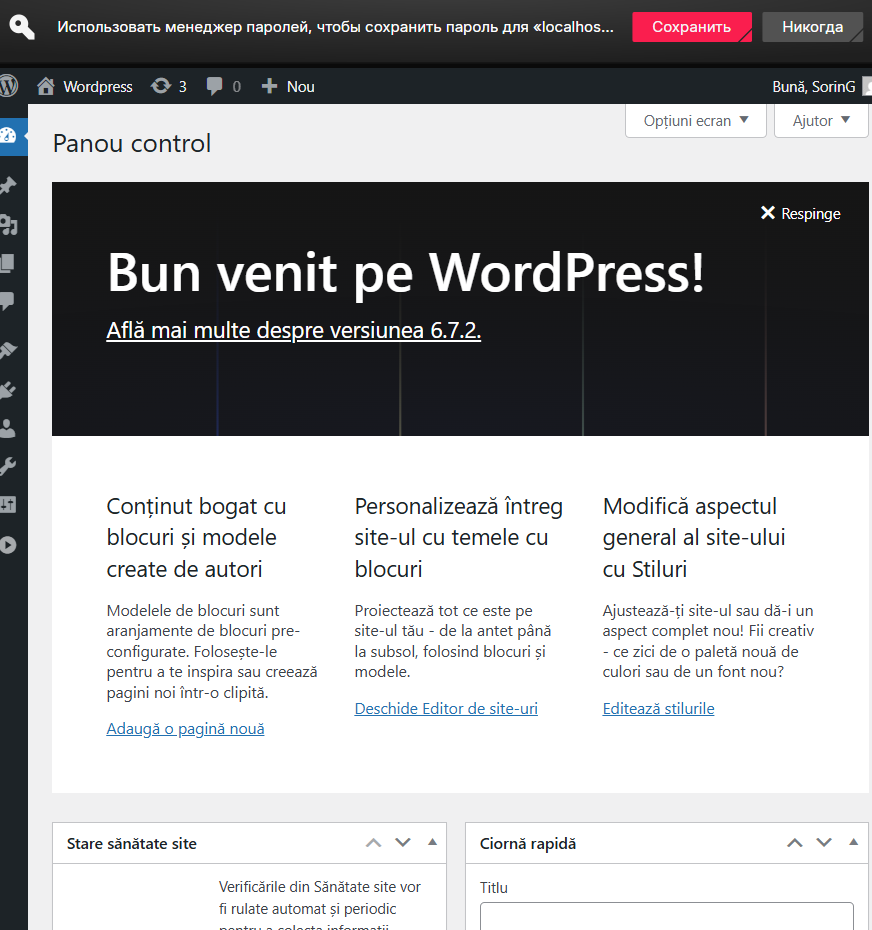 Использовать менеджер паролей, чтобы сохранить пароль для «localhos...
Сохранить
Никогда
Wordpress
3
0
Nou
Bună, SorinG
Opțiuni ecran
Ajutor
Panou control
Respinge
Bun venit pe WordPress!
Află mai multe despre versiunea 6.7.2.
Conținut bogat cu
blocuri și modele
create de autori
Modelele de blocuri sunt
aranjamente de blocuri pre-
configurate. Folosește-le
pentru a te inspira sau creează
pagini noi într-o clipită.
Adaugă o pagină nouă
Personalizează întreg
site-ul cu temele cu
blocuri
Proiectează tot ce este pe
site-ul tău - de la antet până
la subsol, folosind blocuri și
modele.
Deschide Editor de site-uri
Modifică aspectul
general al site-ului
cu Stiluri
Ajustează-ți site-ul sau dă-i un
aspect complet nou! Fii creativ
- ce zici de o paletă nouă de
culori sau de un font nou?
Editează stilurile
Stare sănătate site
Verificările din Sănătate site vor
fi rulate automat și periodic
pentru a colecta informații
Ciornă rapidă
Titlu